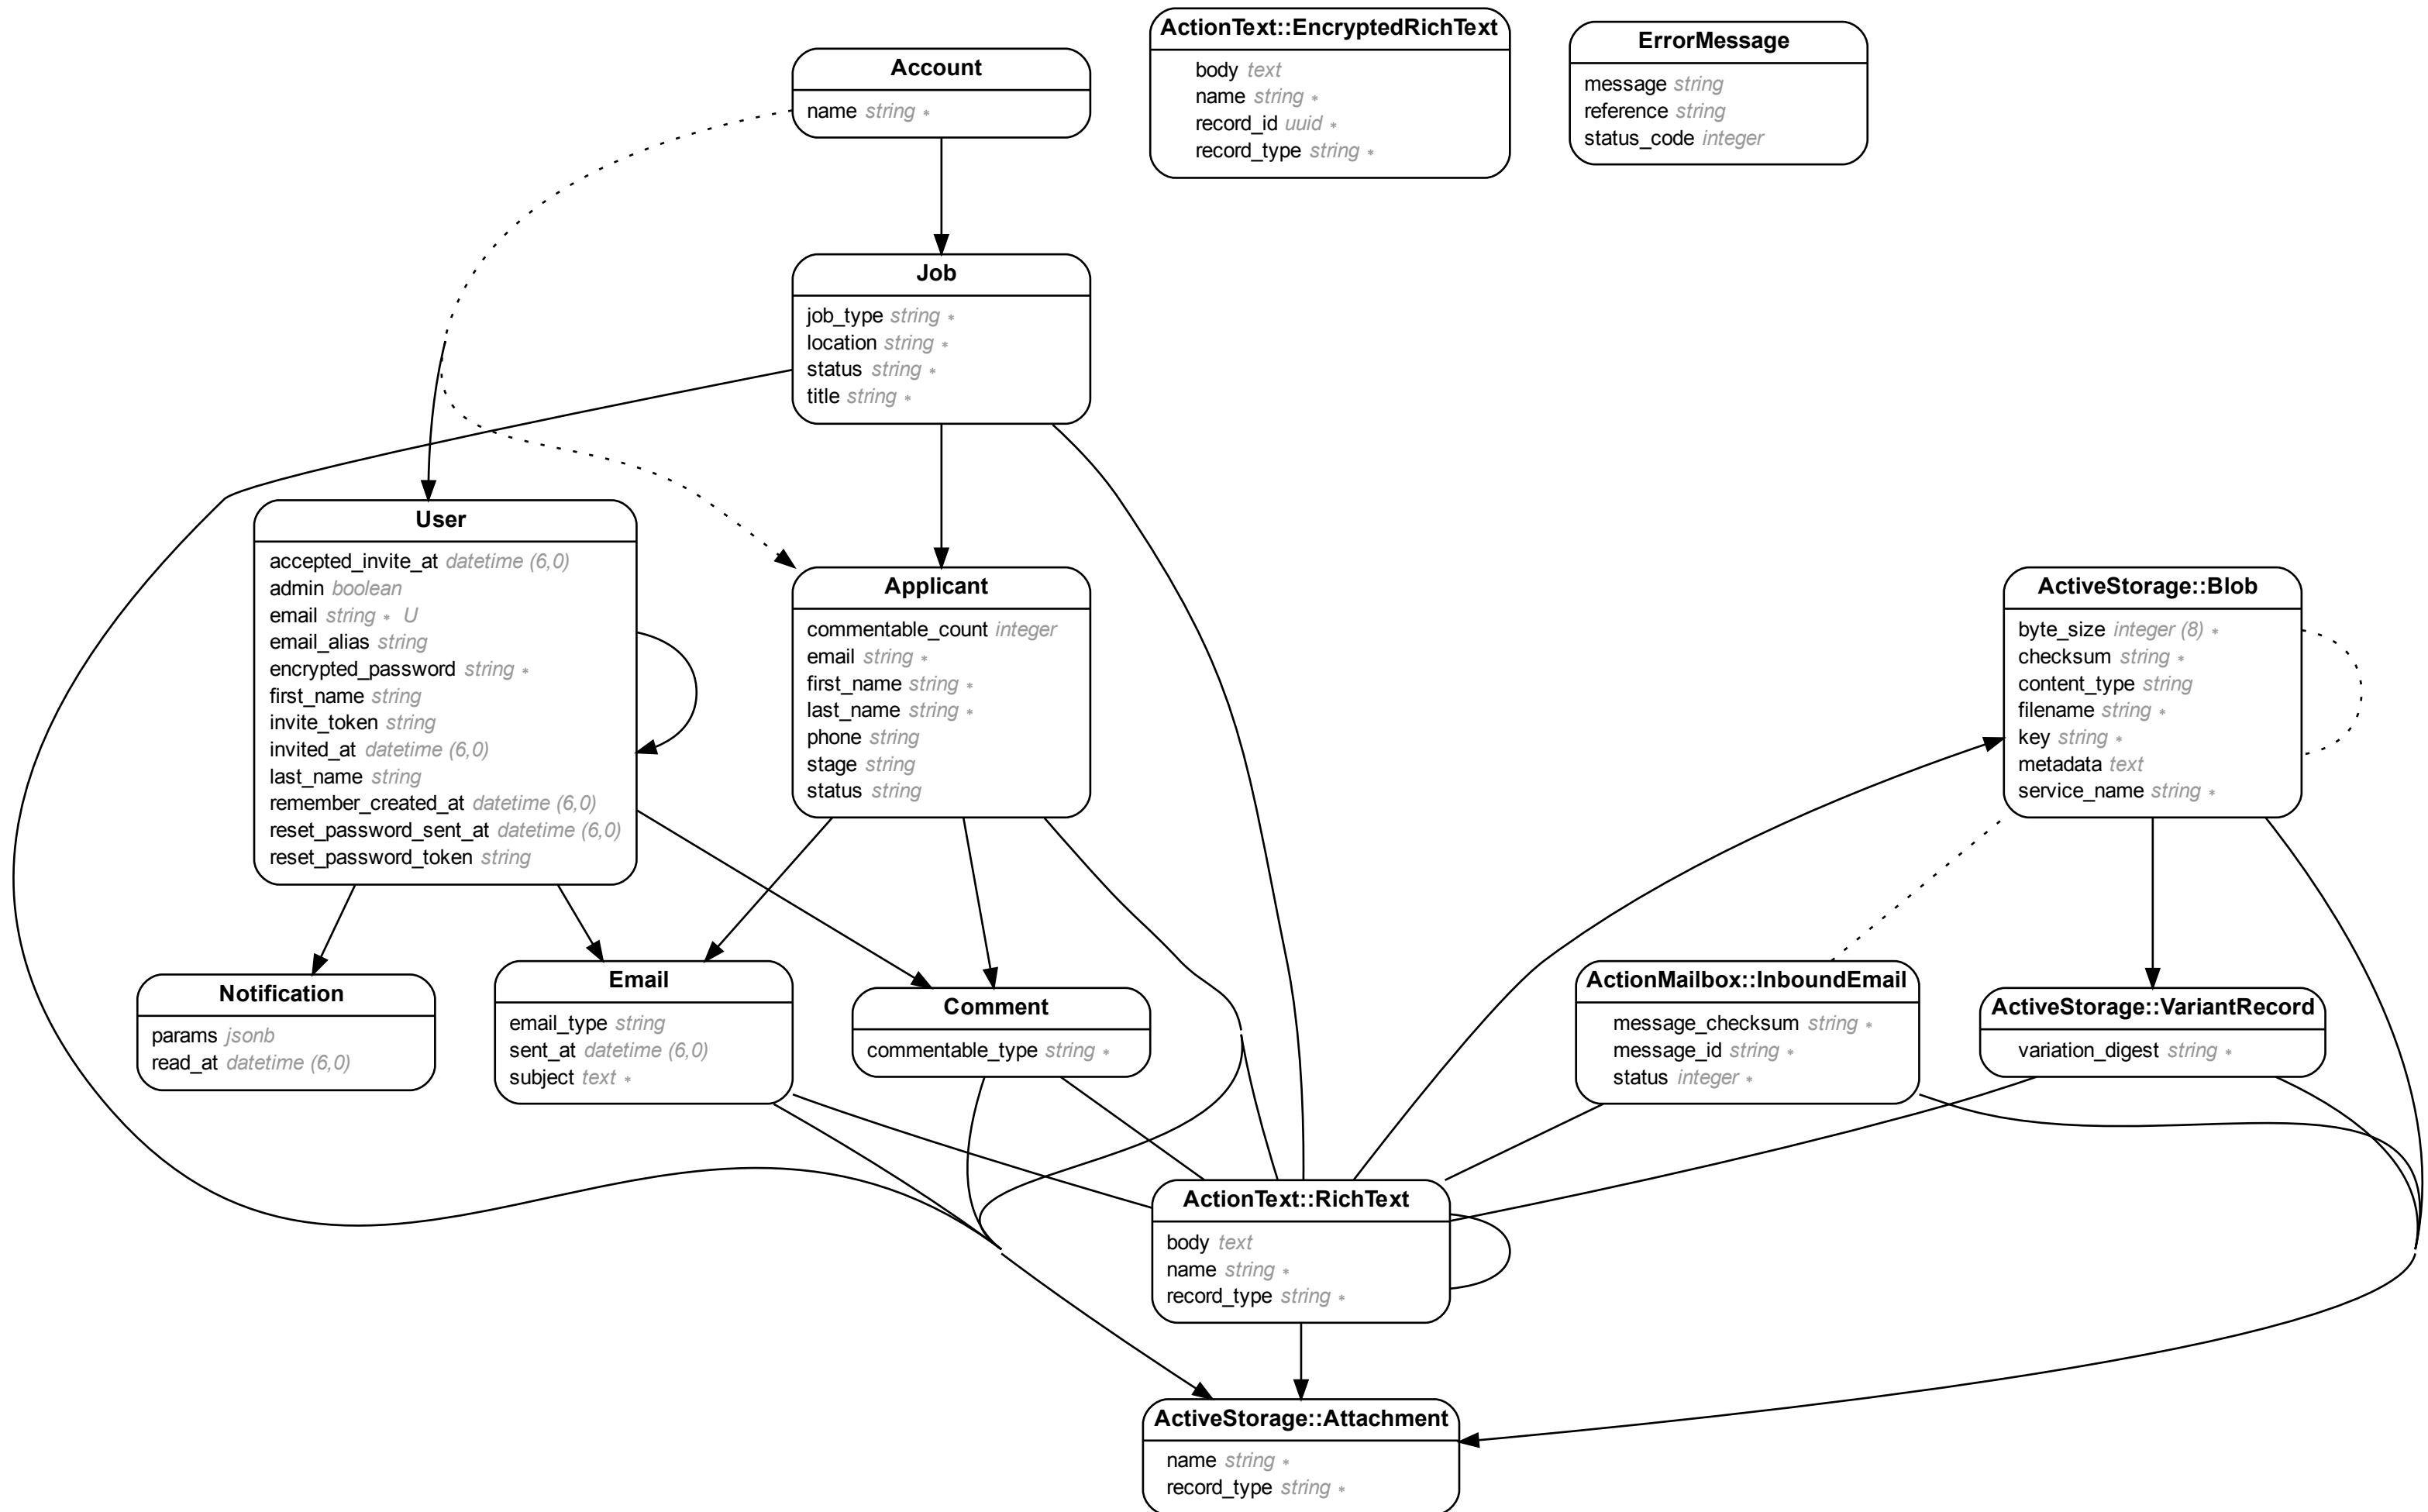 Account
name string *
ActionText::EncryptedRichText
body text
name string *
record_id uuid *
record_type string *
ErrorMessage
message string
reference string
status_code integer
Job
job_type string *
location string *
status string *
title string *
User
accepted_invite_at datetime (6,0)
admin boolean
email string * U
email_alias string
encrypted_password string *
first_name string
invite_token string
invited_at datetime (6,0)
last_name string
remember_created_at datetime (6,0)
reset_password_sent_at datetime (6,0)
reset_password_token string
Applicant
commentable_count integer
email string *
first_name string *
last_name string *
phone string
stage string
status string
ActiveStorage::Blob
byte_size integer (8) *
checksum string *
content_type string
filename string *
key string *
metadata text
service_name string *
Notification
params jsonb
read_at datetime (6,0)
Email
email_type string
sent_at datetime (6,0)
subject text *
Comment
commentable_type string *
ActionMailbox::InboundEmail
message_checksum string *
message_id string *
status integer *
ActiveStorage::VariantRecord
variation_digest string *
ActionText::RichText
body text
name string *
record_type string *
ActiveStorage::Attachment
name string *
record_type string *